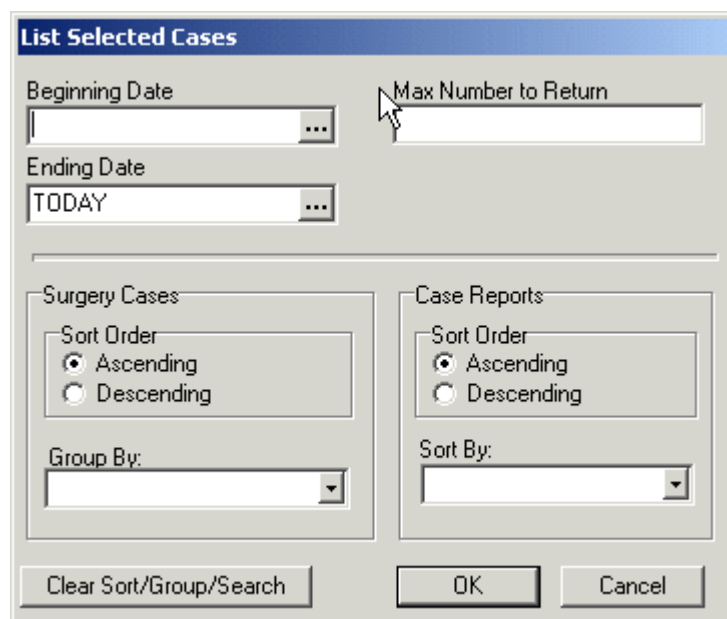 List Selected Cases
Beginning Date
Max Number to Return
...
Ending Date
TODAY
...
Surgery Cases
Case Reports
Sort Order
Sort Order
Ascending
Ascending
Descending
Descending
Group By:
Sort By:
Clear Sort/Group/Search
OK
Cancel